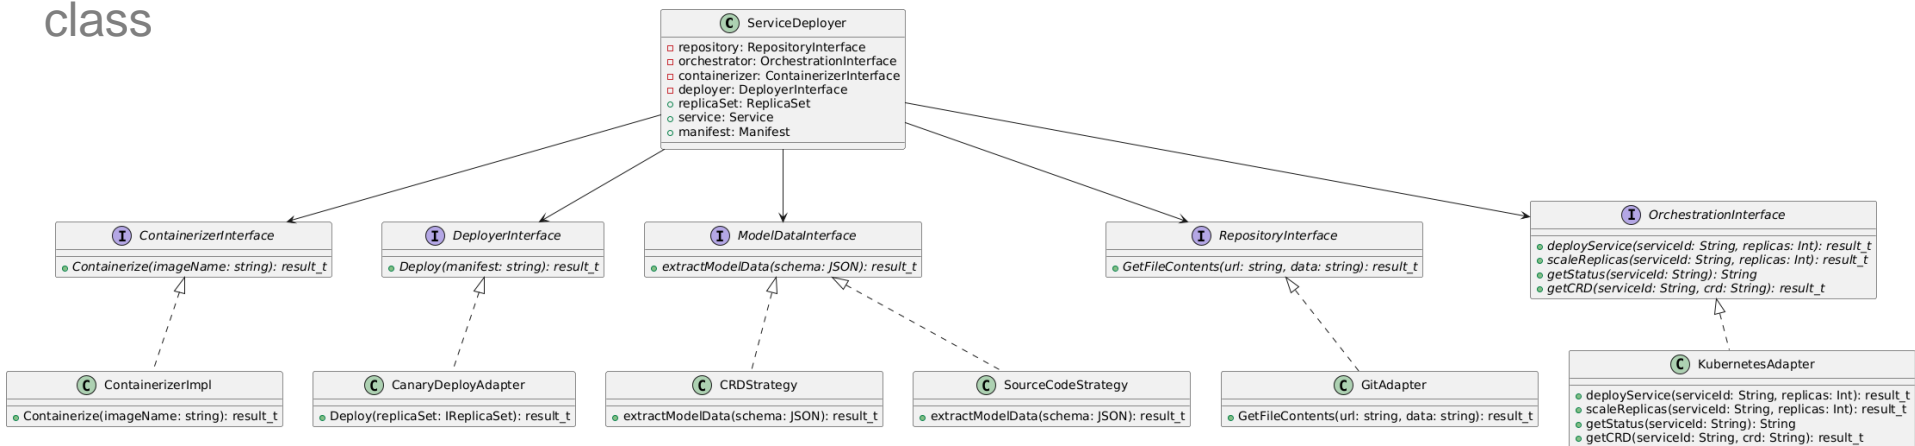 class
C ServiceDeployer
repository: RepositoryInterface
orchestrator: OrchestrationInterface
containerizer: ContainerizerInterface
deployer: DeployerInterface
replicaSet: ReplicaSet
service: Service
manifest: Manifest
I ContainerizerInterface
Containerize(imageName: string): result_t
I DeployerInterface
Deploy(manifest: string): result_t
I ModelDataInterface
extractModelData(schema: JSON): result_t
I RepositoryInterface
GetFileContents(url: string, data: string): result_t
I OrchestrationInterface
deployService(serviceId: String, replicas: Int): result_t
scaleReplicas(serviceId: String, replicas: Int): result_t
getStatus(serviceId: String): String
getCRD(serviceId: String, crd: String): result_t
C ContainerizerImpl
Containerize(imageName: string): result_t
C CanaryDeployAdapter
Deploy(replicaSet: IReplicaSet): result_t
C CRDStrategy
extractModelData(schema: JSON): result_t
C SourceCodeStrategy
extractModelData(schema: JSON): result_t
C GitAdapter
GetFileContents(url: string, data: string): result_t
C KubernetesAdapter
deployService(serviceId: String, replicas: Int): result_t
scaleReplicas(serviceId: String, replicas: Int): result_t
getStatus(serviceId: String): String
getCRD(serviceId: String, crd: String): result_t